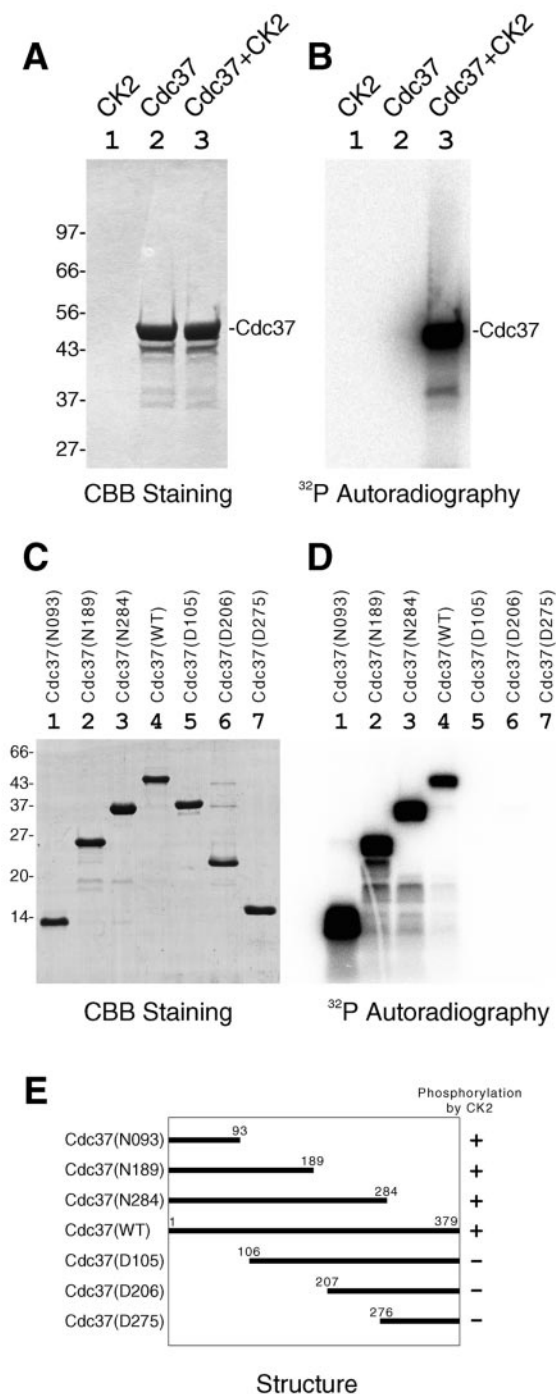 A
B
CK2
Cdc37
Cdc37+CK2
CK2
Cdc37
Cdc37+CK2
1 2 3
1 2 3
97-
66-
56-
43-
37-
27-
-Cdc37
-Cdc37
CBB Staining
32P Autoradiography
C
D
Cdc37(N093)
Cdc37(N189)
Cdc37(N284)
Cdc37(WT)
Cdc37(D105)
Cdc37(D206)
Cdc37(D275)
Cdc37(N093)
Cdc37(N189)
Cdc37(N284)
Cdc37(WT)
Cdc37(D105)
Cdc37(D206)
Cdc37(D275)
1 2 3 4 5 6 7
1 2 3 4 5 6 7
66-
43-
37-
27-
20-
14-
CBB Staining
32P Autoradiography
E
Phosphorylation
by CK2
Cdc37(N093) 93 +
Cdc37(N189) 189 +
Cdc37(N284) 284 +
Cdc37(WT) 1 379 +
Cdc37(D105) 106 −
Cdc37(D206) 207 −
Cdc37(D275) 276 −
Structure